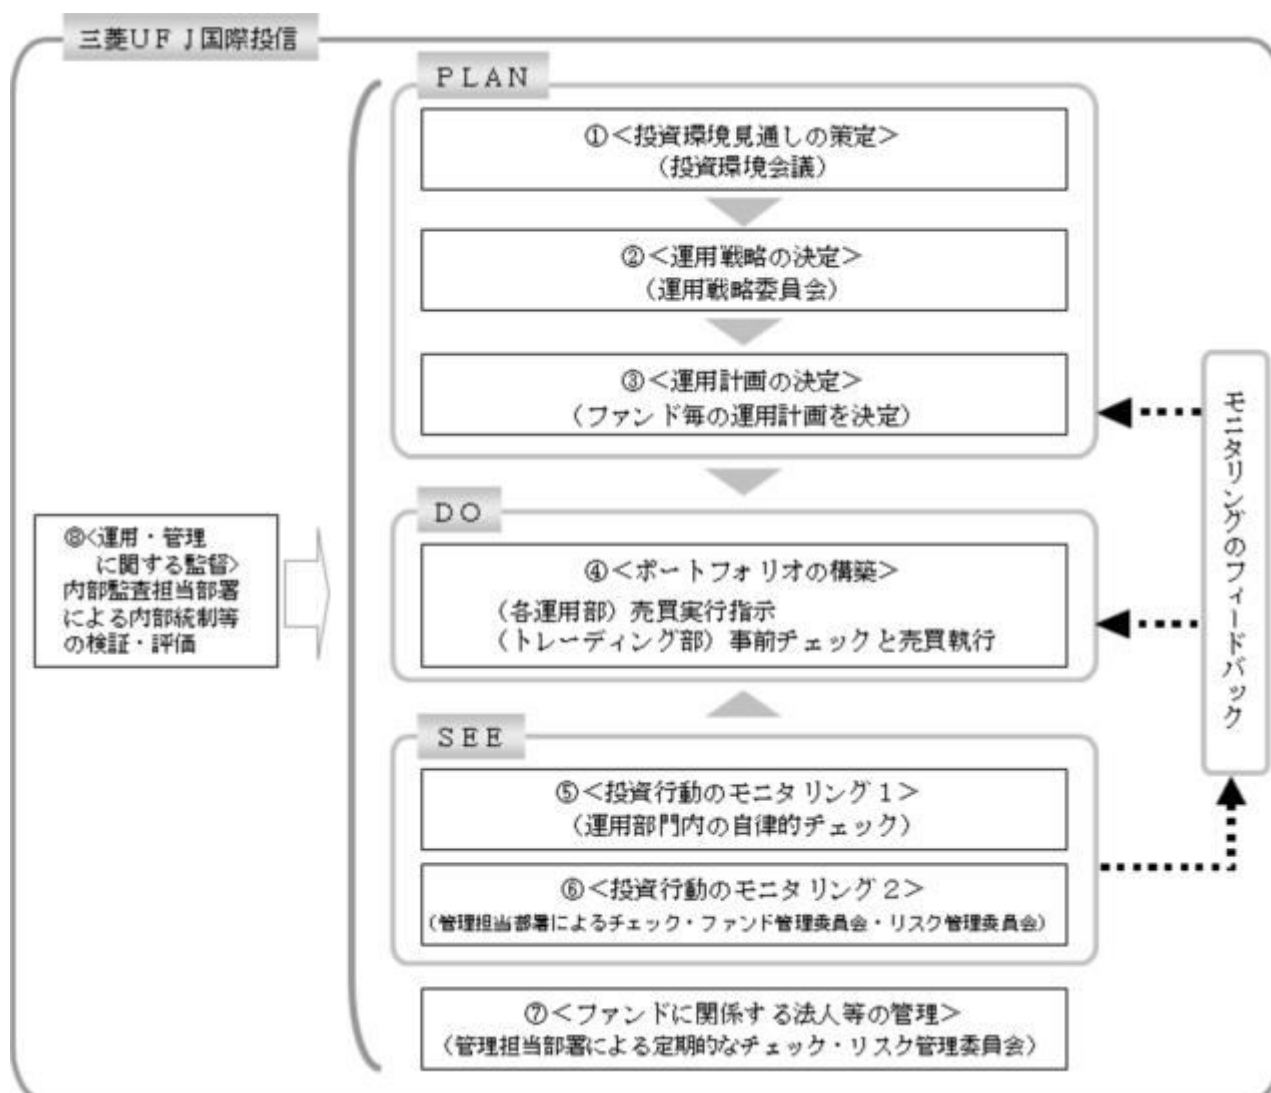 三菱UFJ国際投信
PLAN
①<投資環境見通しの策定>
(投資環境会議)
②<運用戦略の決定>
(運用戦略委員会)
③<運用計画の決定>
(ファンド毎の運用計画を決定)
DO
④<ポートフォリオの構築>
(各運用部)売買実行指示
(トレーディング部)事前チェックと売買執行
SEE
⑤<投資行動のモニタリング1>
(運用部門内の自律的チェック)
⑥<投資行動のモニタリング2>
(管理担当部署によるチェック・ファンド管理委員会・リスク管理委員会)
⑦<ファンドに関係する法人等の管理>
(管理担当部署による定期的なチェック・リスク管理委員会)
⑧<運用・管理
に関する監督>
内部監査担当部署
による内部統制等
の検証・評価
モニタリングのフィードバック